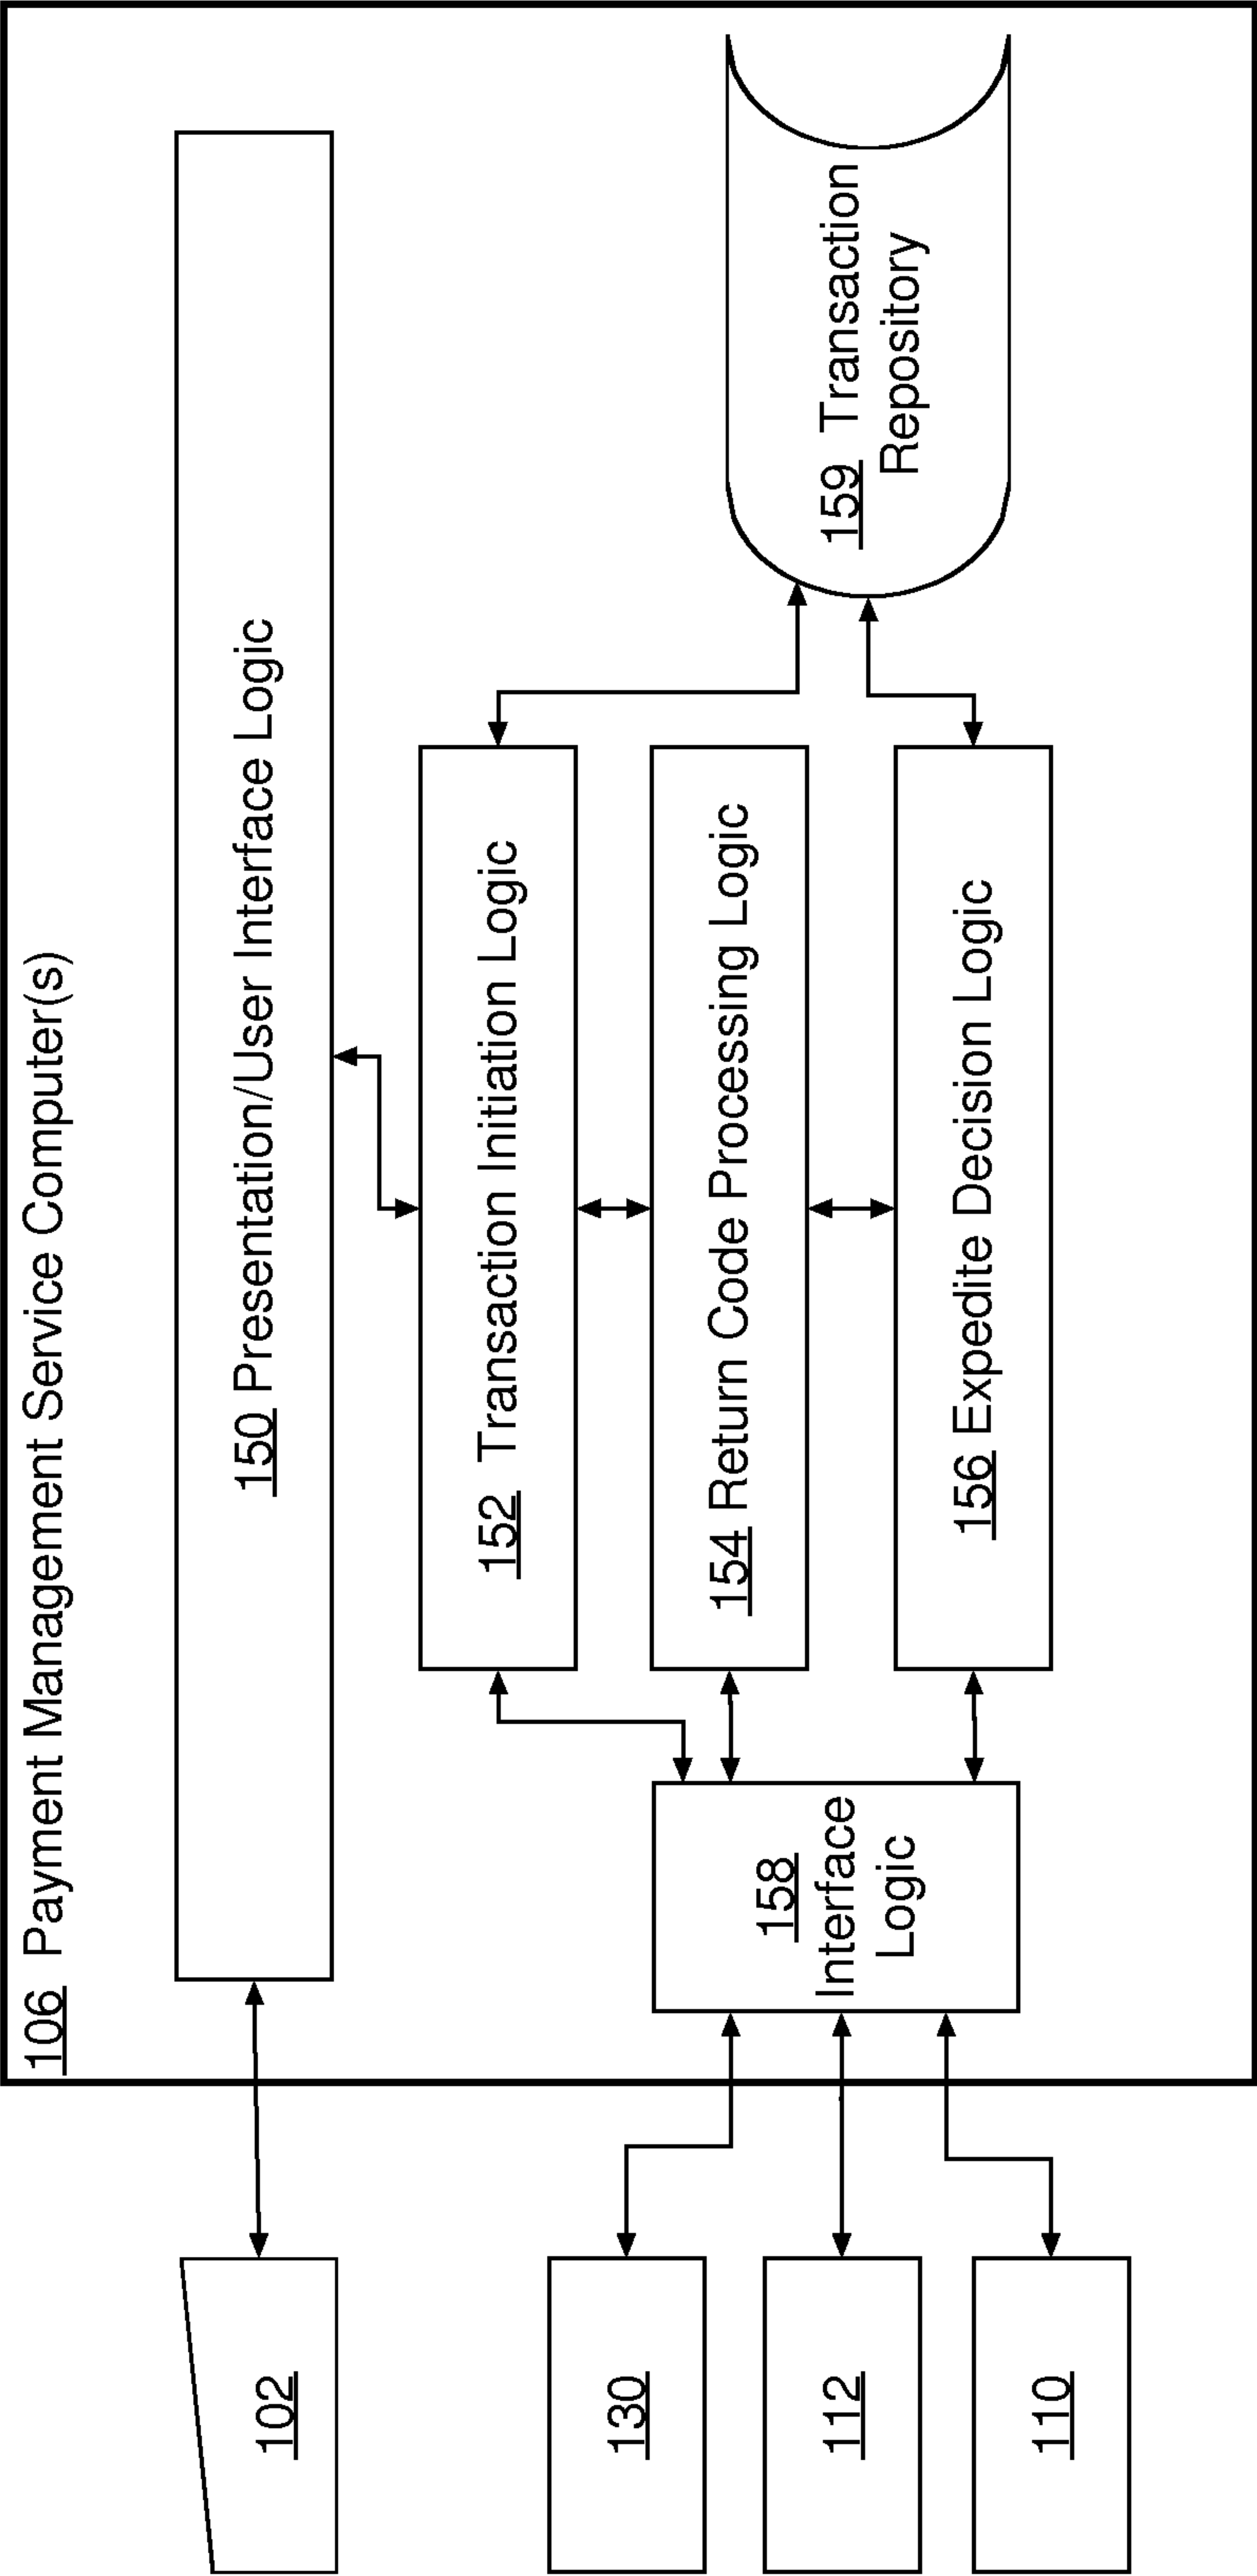 106 Payment Management Service Computer(s)
102
150 Presentation/User Interface Logic
152 Transaction Initiation Logic
130
158
Interface
Logic
154 Return Code Processing Logic
159 Transaction
Repository
112
156 Expedite Decision Logic
110